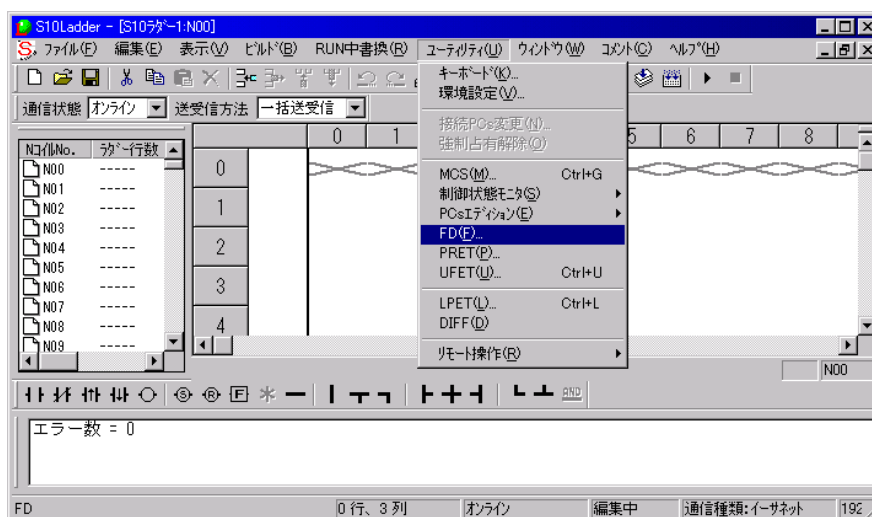 S10Ladder - [S10ﾗﾀﾞｰ1:N00]
ﾌｧｲﾙ(F) 編集(E) 表示(V) ﾋﾞﾙﾄﾞ(B) RUN中書換(R) ﾕｰﾃｨﾘﾃｨ(U) ｳｨﾝﾄﾞｳ(W) ｺﾒﾝﾄ(C) ﾍﾙﾌﾟ(H)
通信状態 ｵﾝﾗｲﾝ 送受信方法 一括送受信
ｷｰﾎﾞｰﾄﾞ(K)...
環境設定(V)...
接続PCs変更(N)...
強制占有解除(O)
MCS(M)... Ctrl+G
制御状態ﾓﾆﾀ(S)
PCsｴﾃﾞｨｼｮﾝ(E)
FD(F)...
PRET(P)...
UFET(U)... Ctrl+U
LPET(L)... Ctrl+L
DIFF(D)
ﾘﾓｰﾄ操作(R)
NｺｲﾙNo. ﾗﾀﾞｰ行数
N00 -----
N01 -----
N02 -----
N03 -----
N04 -----
N05 -----
N06 -----
N07 -----
N08 -----
N09 -----
0 1 5 6 7 8
0
1
2
3
4
N00
S R F AND
エラー数 = 0
FD 0行、3列 ｵﾝﾗｲﾝ 編集中 通信種類:ｲｰｻﾈｯﾄ 192